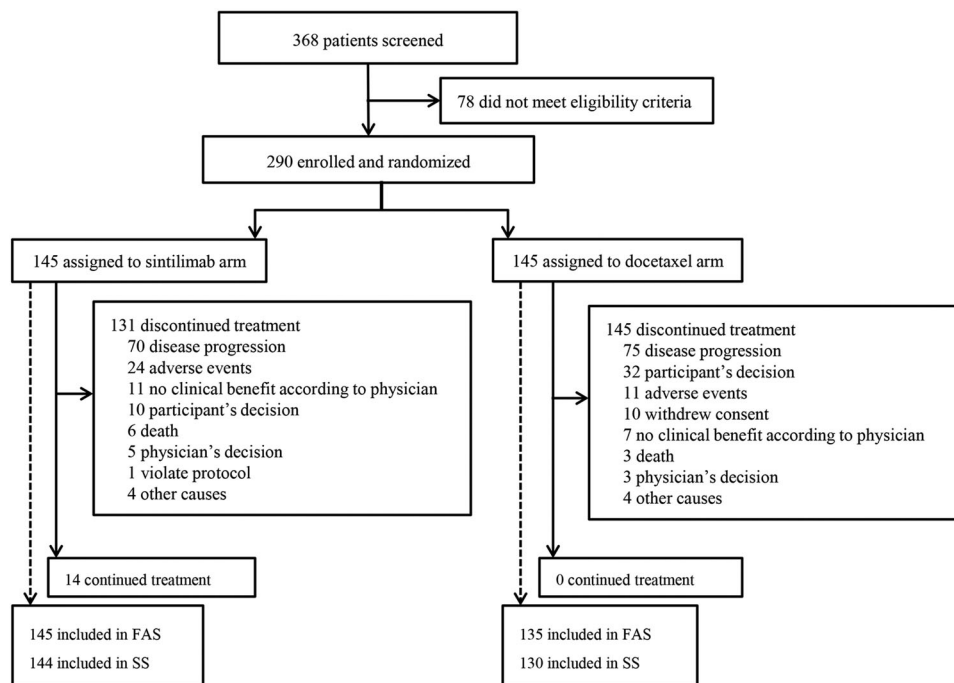 368 patients screened
78 did not meet eligibility criteria
290 enrolled and randomized
145 assigned to sintilimab arm
145 assigned to docetaxel arm
131 discontinued treatment
70 disease progression
24 adverse events
11 no clinical benefit according to physician
10 participant's decision
6 death
5 physician's decision
1 violate protocol
4 other causes
145 discontinued treatment
75 disease progression
32 participant's decision
11 adverse events
10 withdrew consent
7 no clinical benefit according to physician
3 death
3 physician's decision
4 other causes
14 continued treatment
0 continued treatment
145 included in FAS
144 included in SS
135 included in FAS
130 included in SS